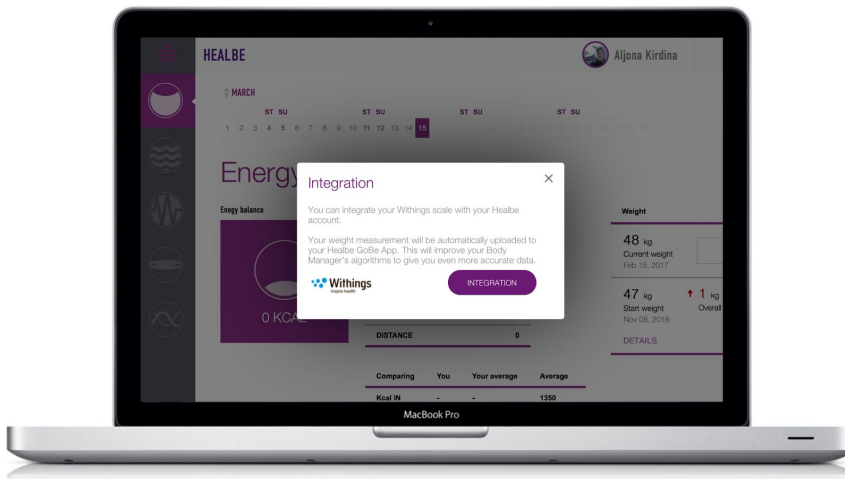 HEALBE
Aljona Kirdina
MARCH
ST SU ST SU ST SU ST SU
1 2 3 4 5 6 7 8 9 10 11 12 13 14 15
Energy
Enegy balance
0 KCAL
Integration
You can integrate your Withings scale with your Healbe
account.
Your weight measurement will be automatically uploaded to
your Healbe GoBe App. This will improve your Body
Manager's algorithms to give you even more accurate data.
Withings
inspire health
INTEGRATION
DISTANCE 0
Comparing You Your average Average
Kcal IN - - 1350
Weight
48 kg
Current weight
Feb 15, 2017
47 kg 1 kg
Start weight Overall
Nov 08, 2016
DETAILS
MacBook Pro